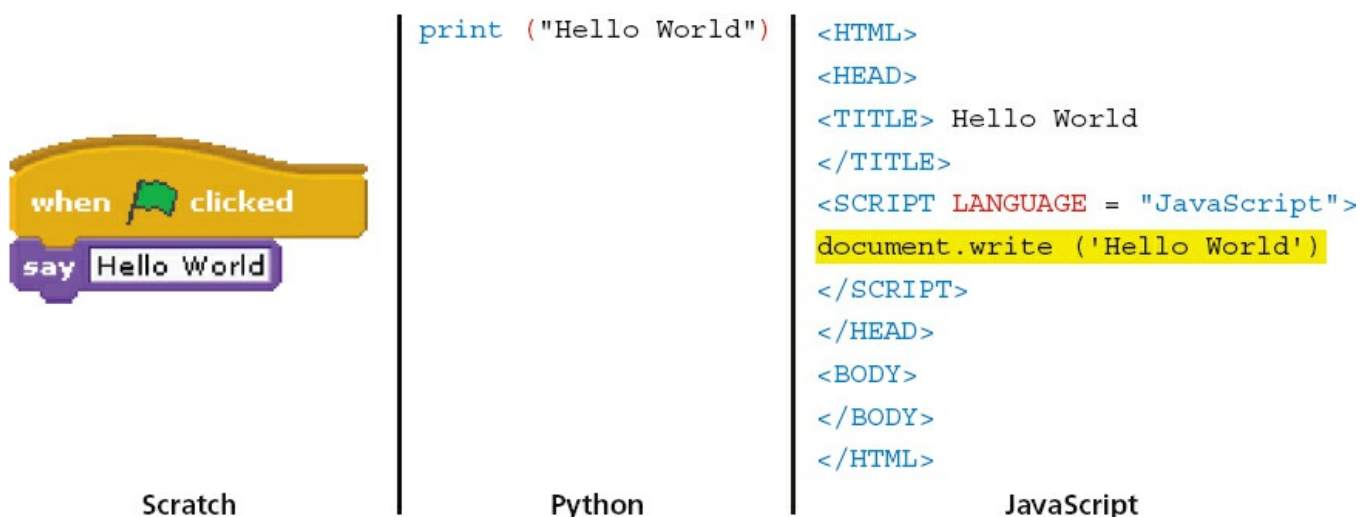 when clicked
say Hello World
Scratch
print ("Hello World")
Python
<HTML>
<HEAD>
<TITLE> Hello World
</TITLE>
<SCRIPT LANGUAGE = "JavaScript">
document.write ('Hello World')
</SCRIPT>
</HEAD>
<BODY>
</BODY>
</HTML>
JavaScript